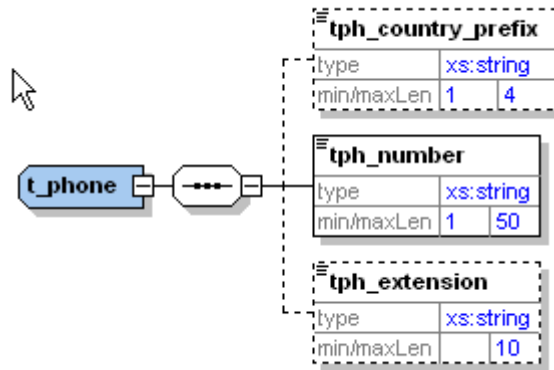 tph_country_prefix
type xs:string
min/maxLen 1 4
t_phone
tph_number
type xs:string
min/maxLen 1 50
tph_extension
type xs:string
min/maxLen 10